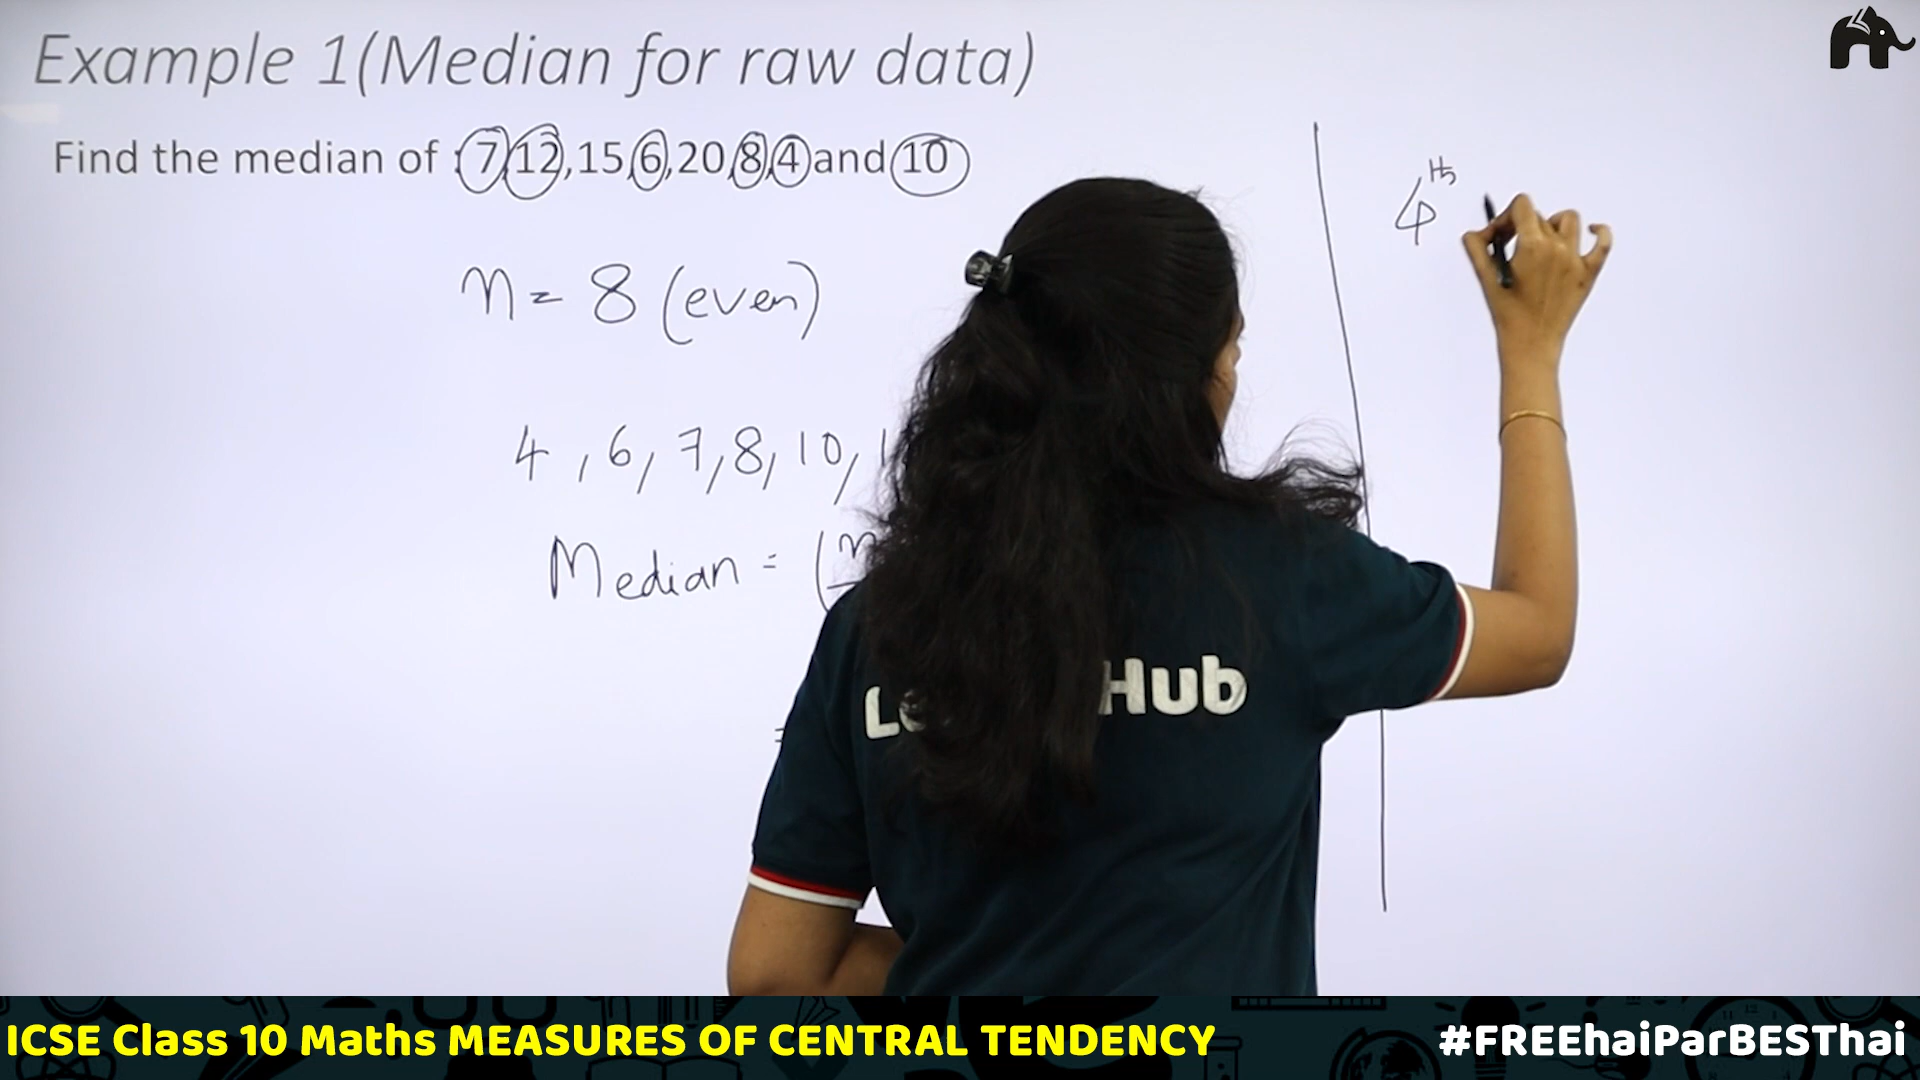 Example 1(Median for raw data)
Find the median of : 7,12,15,6,20,8,4 and 10
n = 8 (even)
4, 6, 7, 8, 10,
Median = (n
=
4th
Hub
ICSE Class 10 Maths MEASURES OF CENTRAL TENDENCY
#FREEhaiParBESThai